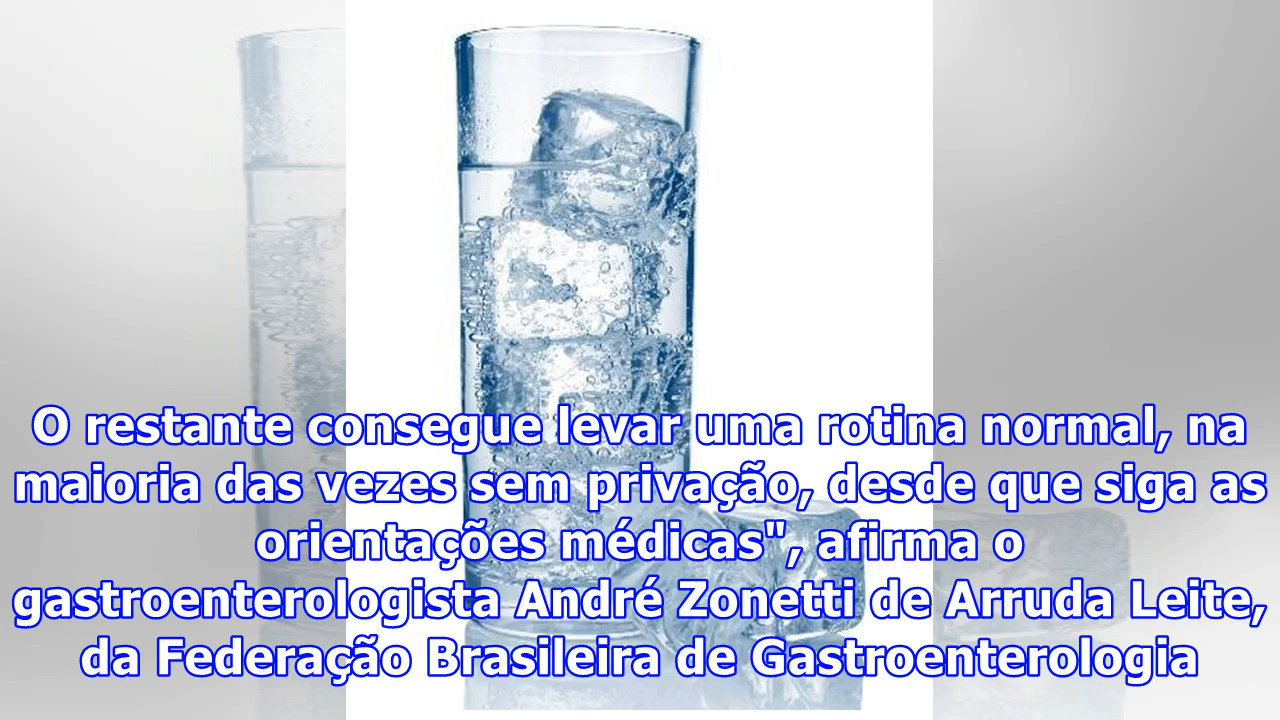 O restante consegue levar uma rotina normal, na
maioria das vezes sem privação, desde que siga as
orientações médicas", afirma o
gastroenterologista André Zonetti de Arruda Leite,
da Federação Brasileira de Gastroenterologia